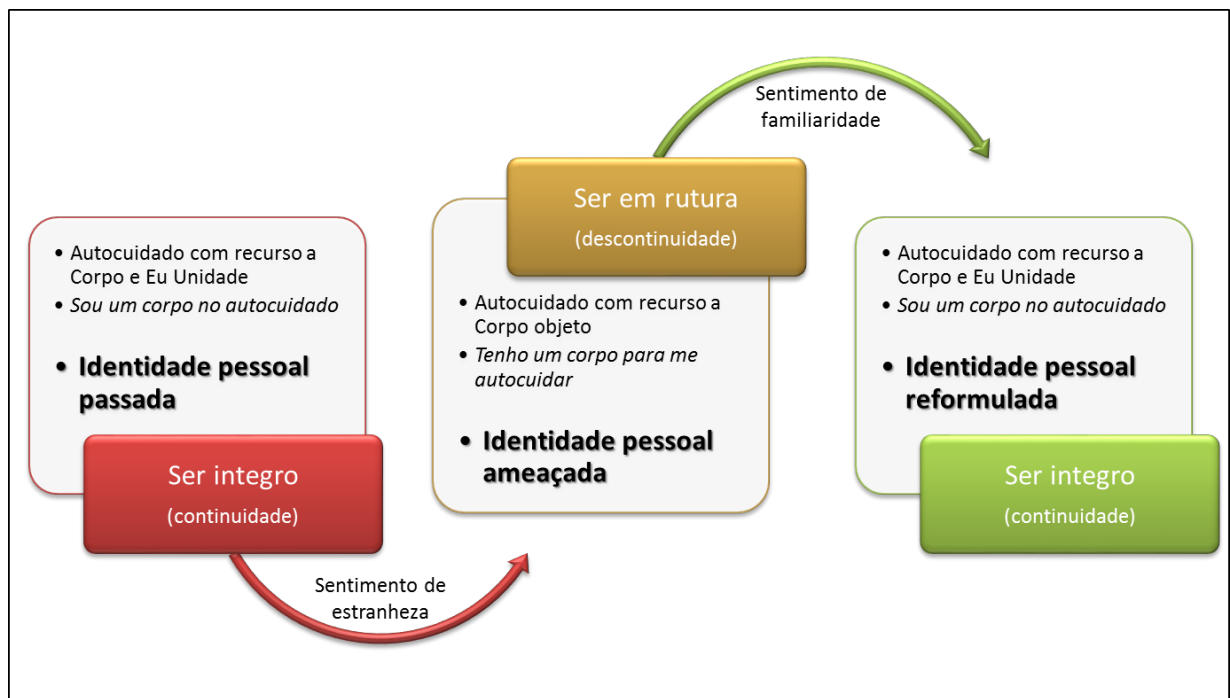 • Autocuidado com recurso a
Corpo e Eu Unidade
• Sou um corpo no autocuidado
• Identidade pessoal
passada
Ser integro
(continuidade)
Sentimento de
estranheza
Ser em rutura
(descontinuidade)
• Autocuidado com recurso a
Corpo objeto
• Tenho um corpo para me
autocuidar
• Identidade pessoal
ameaçada
Sentimento de
familiaridade
• Autocuidado com recurso a
Corpo e Eu Unidade
• Sou um corpo no autocuidado
• Identidade pessoal
reformulada
Ser integro
(continuidade)